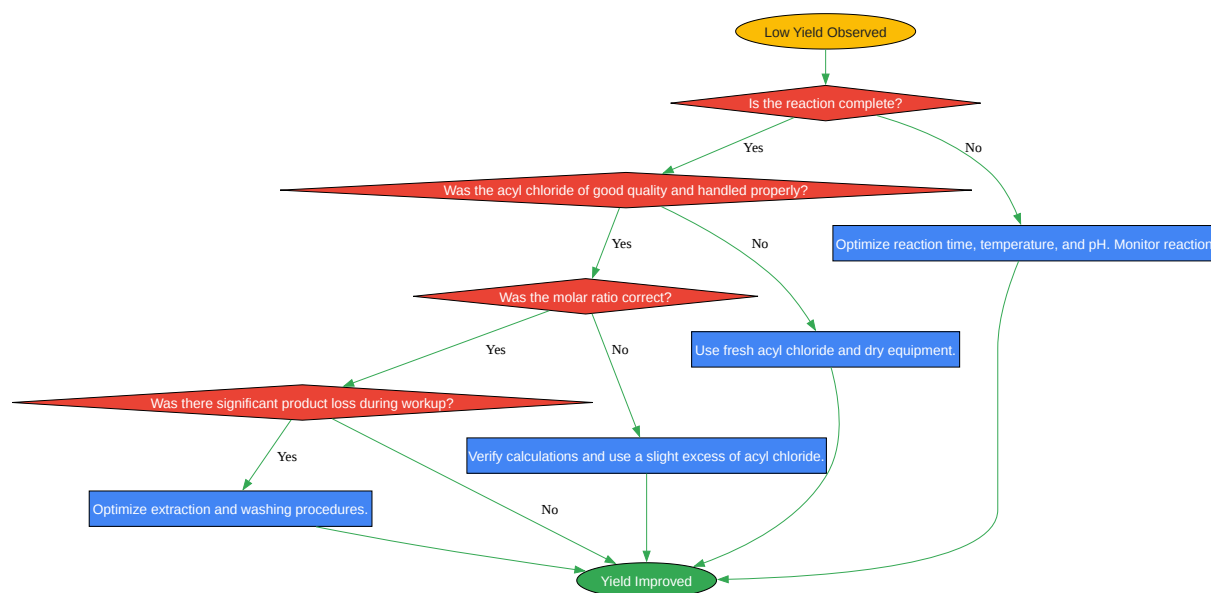 Low Yield Observed
Is the reaction complete?
Yes
No
Was the acyl chloride of good quality and handled properly?
Yes
No
Optimize reaction time, temperature, and pH. Monitor reaction
Was the molar ratio correct?
Yes
No
Use fresh acyl chloride and dry equipment.
Was there significant product loss during workup?
Yes
No
Verify calculations and use a slight excess of acyl chloride.
Optimize extraction and washing procedures.
Yield Improved